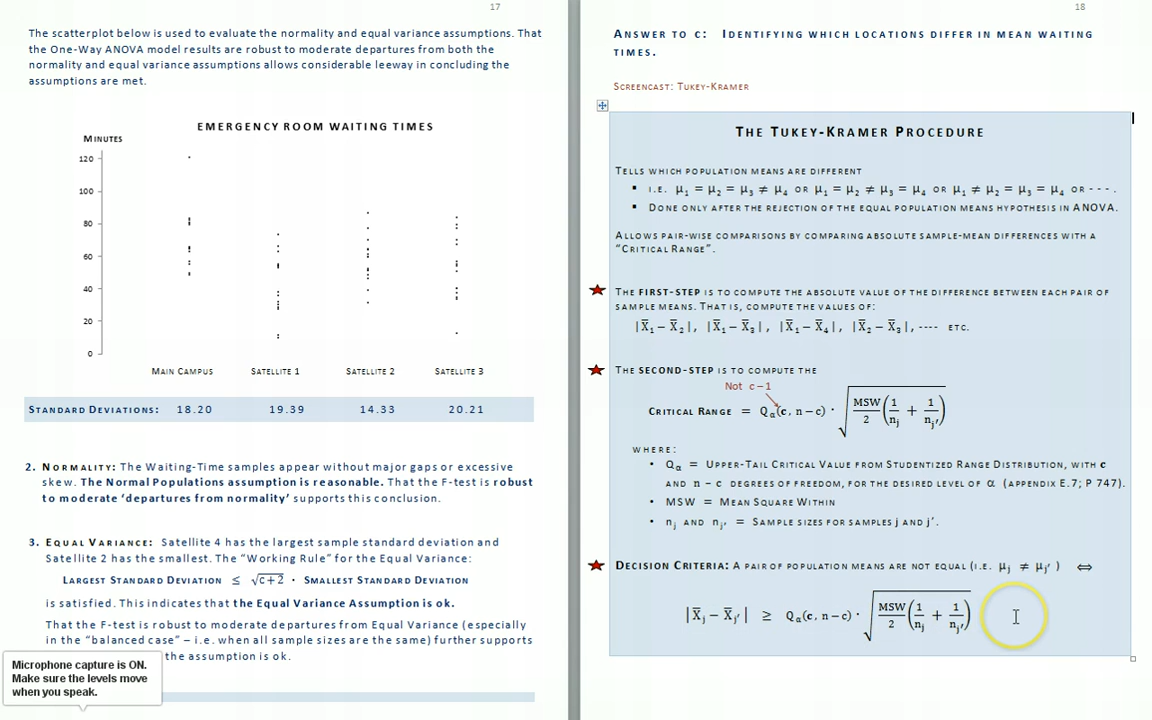 17
The scatterplot below is used to evaluate the normality and equal variance assumptions. That
the One-Way ANOVA model results are robust to moderate departures from both the
normality and equal variance assumptions allows considerable leeway in concluding the
assumptions are met.
EMERGENCY ROOM WAITING TIMES
MINUTES
120
100
80
60
40
20
0
MAIN CAMPUS SATELLITE 1 SATELLITE 2 SATELLITE 3
STANDARD DEVIATIONS: 18.20 19.39 14.33 20.21
2. NORMALITY: The Waiting-Time samples appear without major gaps or excessive
skew. The Normal Populations assumption is reasonable. That the F-test is robust
to moderate 'departures from normality' supports this conclusion.
3. EQUAL VARIANCE: Satellite 4 has the largest sample standard deviation and
Satellite 2 has the smallest. The "Working Rule" for the Equal Variance:
LARGEST STANDARD DEVIATION ≤ √c+2 · SMALLEST STANDARD DEVIATION
is satisfied. This indicates that the Equal Variance Assumption is ok.
That the F-test is robust to moderate departures from Equal Variance (especially
in the "balanced case" – i.e. when all sample sizes are the same) further supports
the assumption is ok.
Microphone capture is ON.
Make sure the levels move
when you speak.
18
ANSWER TO C: IDENTIFYING WHICH LOCATIONS DIFFER IN MEAN WAITING
TIMES.
SCREENCAST: TUKEY-KRAMER
THE TUKEY-KRAMER PROCEDURE
TELLS WHICH POPULATION MEANS ARE DIFFERENT
▪ I.E. μ₁ = μ₂ = μ₃ ≠ μ₄ OR μ₁ = μ₂ ≠ μ₃ = μ₄ OR μ₁ ≠ μ₂ = μ₃ = μ₄ OR - - - .
▪ DONE ONLY AFTER THE REJECTION OF THE EQUAL POPULATION MEANS HYPOTHESIS IN ANOVA.
ALLOWS PAIR-WISE COMPARISONS BY COMPARING ABSOLUTE SAMPLE-MEAN DIFFERENCES WITH A
"CRITICAL RANGE".
THE FIRST-STEP IS TO COMPUTE THE ABSOLUTE VALUE OF THE DIFFERENCE BETWEEN EACH PAIR OF
SAMPLE MEANS. THAT IS, COMPUTE THE VALUES OF:
|X̄₁ − X̄₂|, |X̄₁ − X̄₃|, |X̄₁ − X̄₄|, |X̄₂ − X̄₃|, ---- ETC.
THE SECOND-STEP IS TO COMPUTE THE
Not c-1
CRITICAL RANGE = Qα(c, n-c) · √ MSW/2 (1/nj + 1/nj′)
WHERE:
• Qα = UPPER-TAIL CRITICAL VALUE FROM STUDENTIZED RANGE DISTRIBUTION, WITH c
AND n – c DEGREES OF FREEDOM, FOR THE DESIRED LEVEL OF α (APPENDIX E.7; P 747).
• MSW = MEAN SQUARE WITHIN
• nj AND nj′ = SAMPLE SIZES FOR SAMPLES j AND j′.
DECISION CRITERIA: A PAIR OF POPULATION MEANS ARE NOT EQUAL (I.E. μj ≠ μj′ ) ⇔
|X̄j − X̄j′| ≥ Qα(c, n-c) · √ MSW/2 (1/nj + 1/nj′)